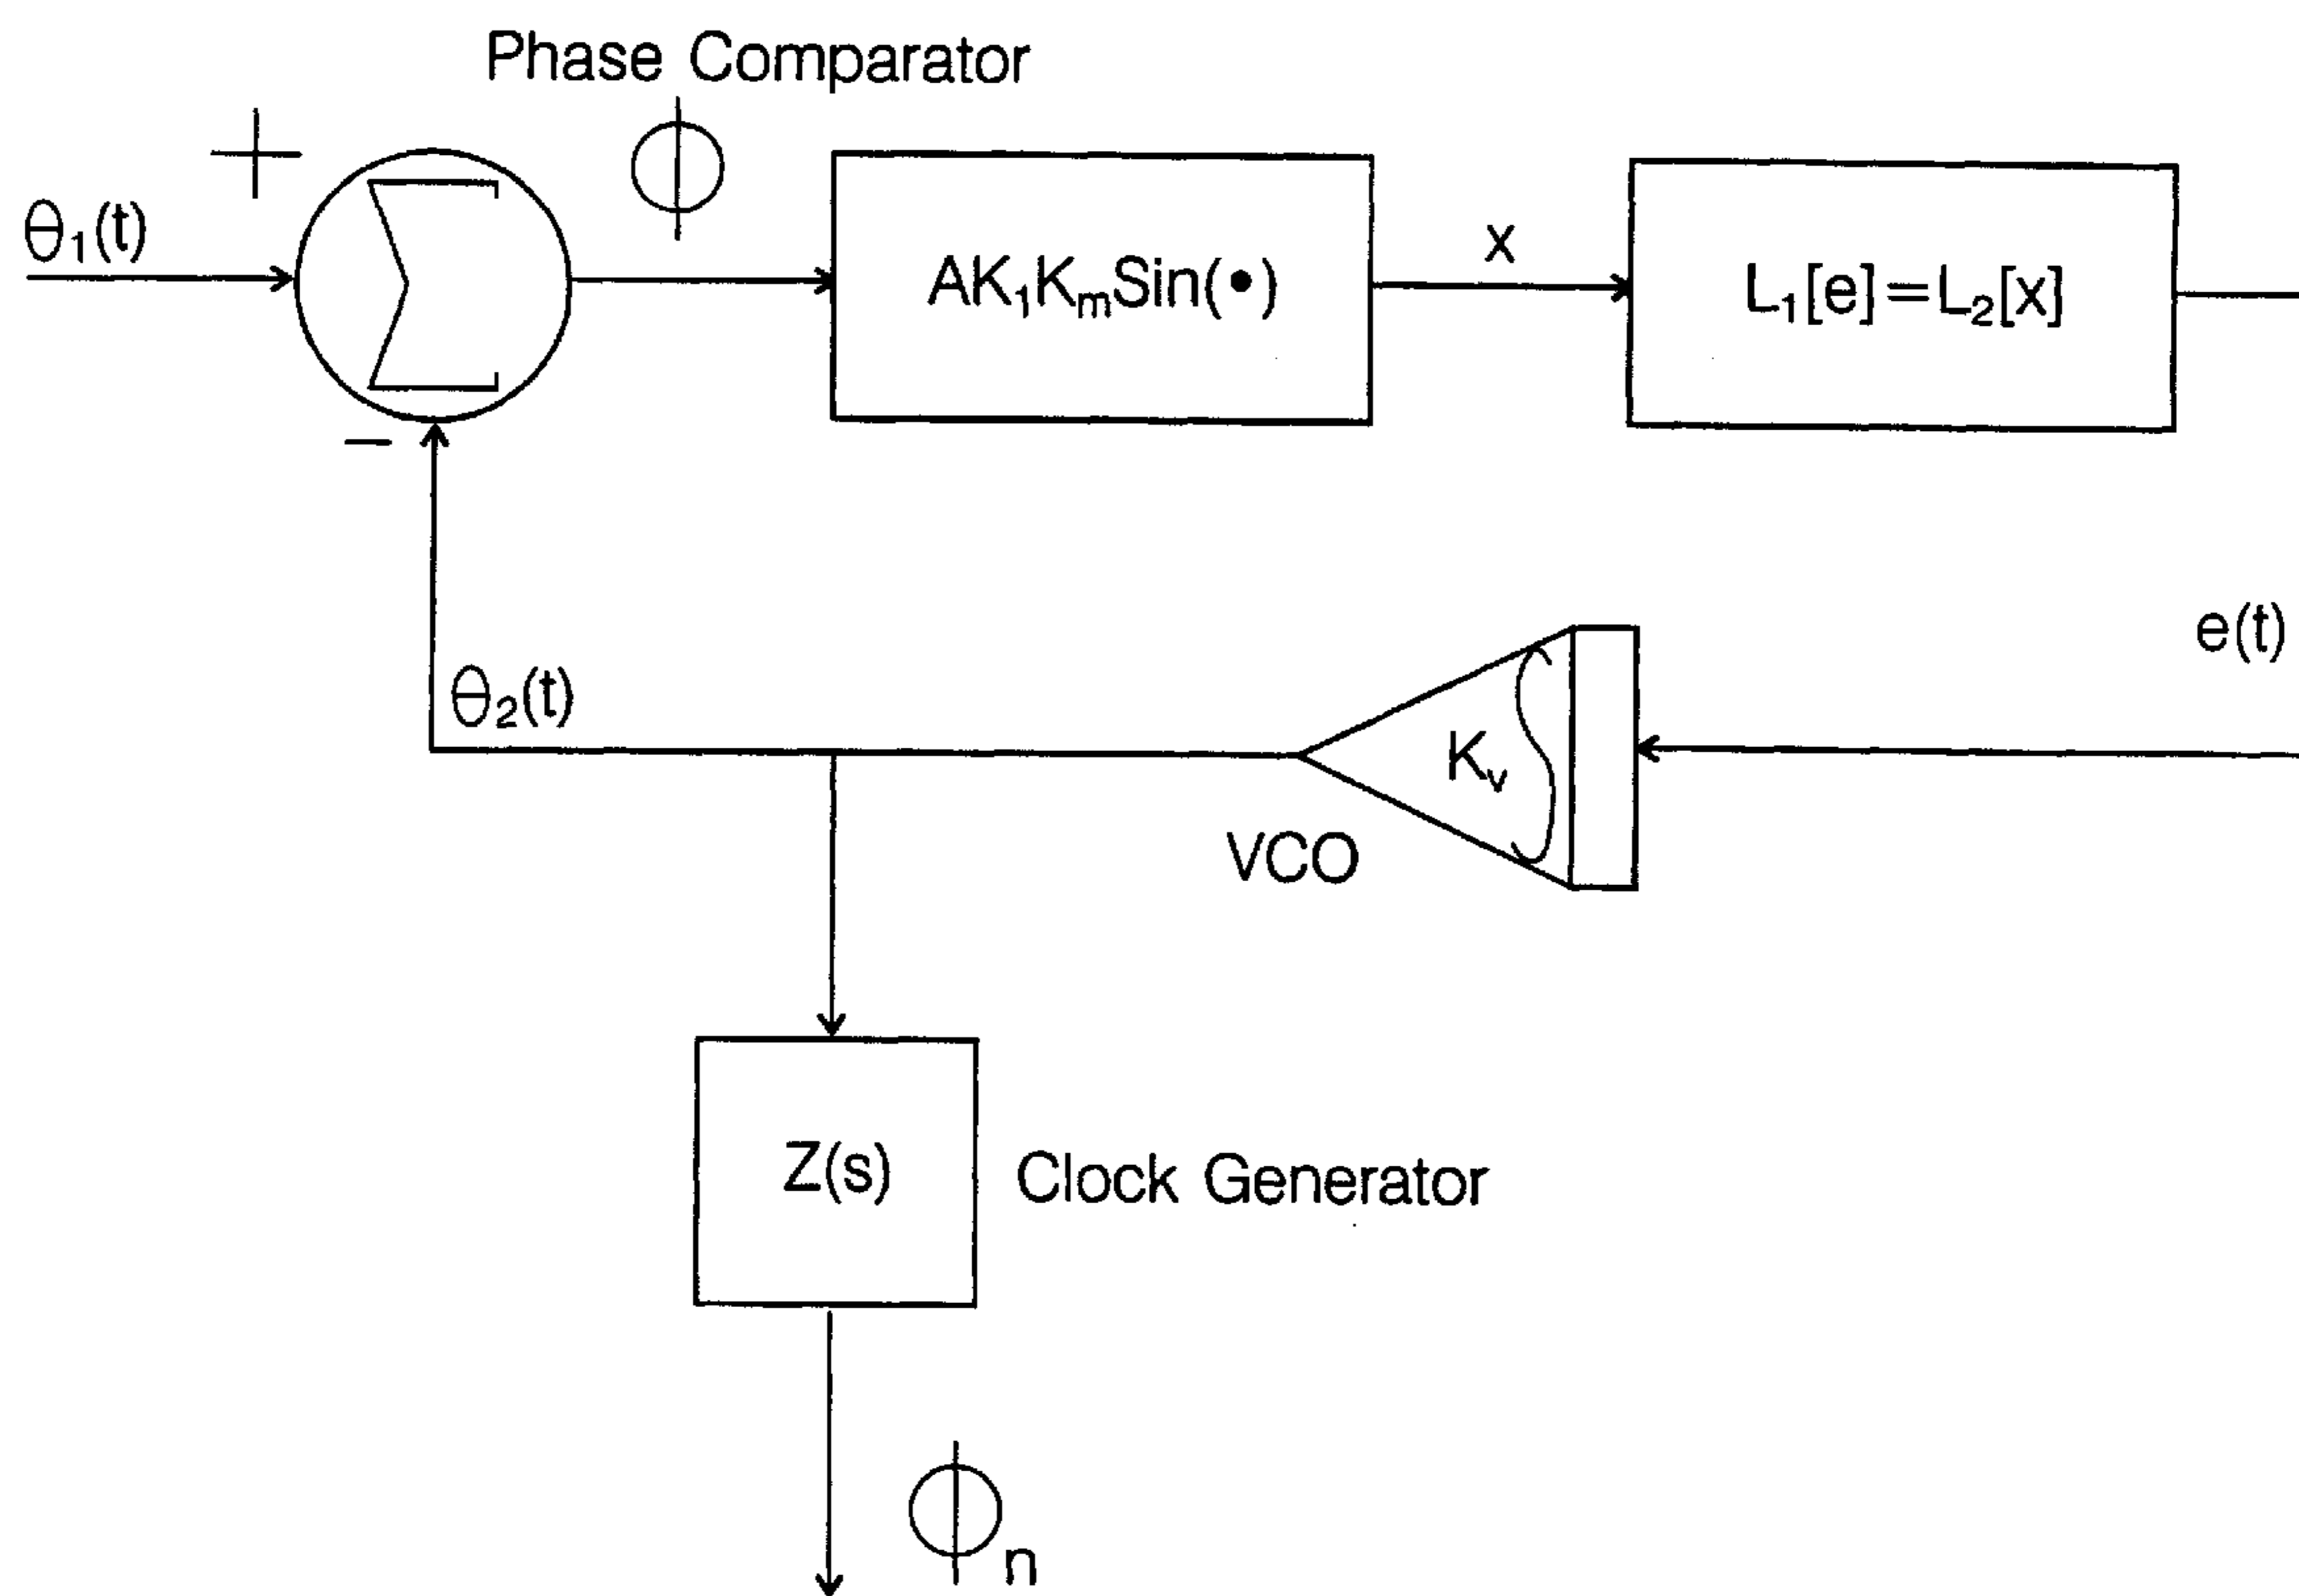 Phase Comparator
+
ϕ
θ₁(t)
Σ
AK₁KₘSin(•)
x
L₁[e]=L₂[x]
−
θ₂(t)
Kᵥ
e(t)
VCO
Z(s)
Clock Generator
ϕₙ